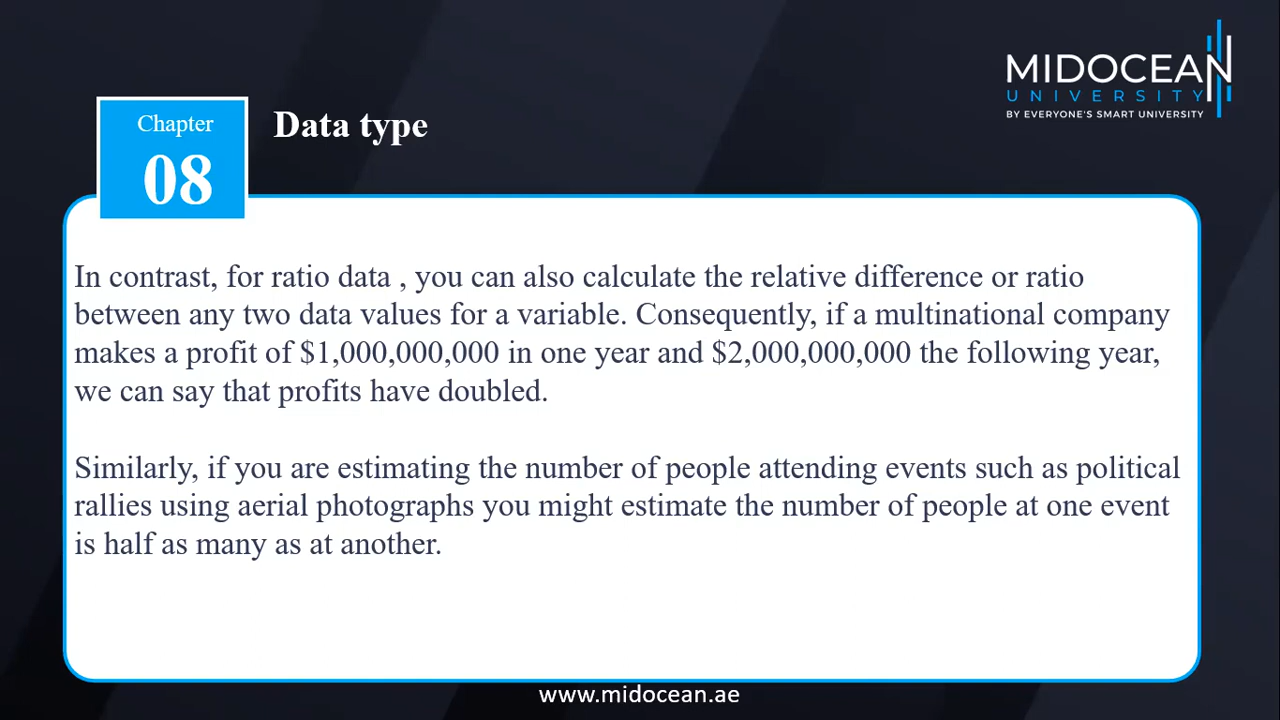 MIDOCEAN
UNIVERSITY
BY EVERYONE'S SMART UNIVERSITY
Chapter
08
Data type
In contrast, for ratio data , you can also calculate the relative difference or ratio
between any two data values for a variable. Consequently, if a multinational company
makes a profit of $1,000,000,000 in one year and $2,000,000,000 the following year,
we can say that profits have doubled.
Similarly, if you are estimating the number of people attending events such as political
rallies using aerial photographs you might estimate the number of people at one event
is half as many as at another.
www.midocean.ae